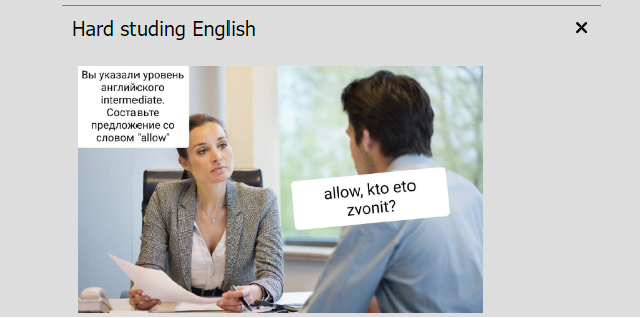 Hard studing English
Вы указали уровень
английского
intermediate.
Составьте
предложение со
словом "allow"
allow, kto eto
zvonit?